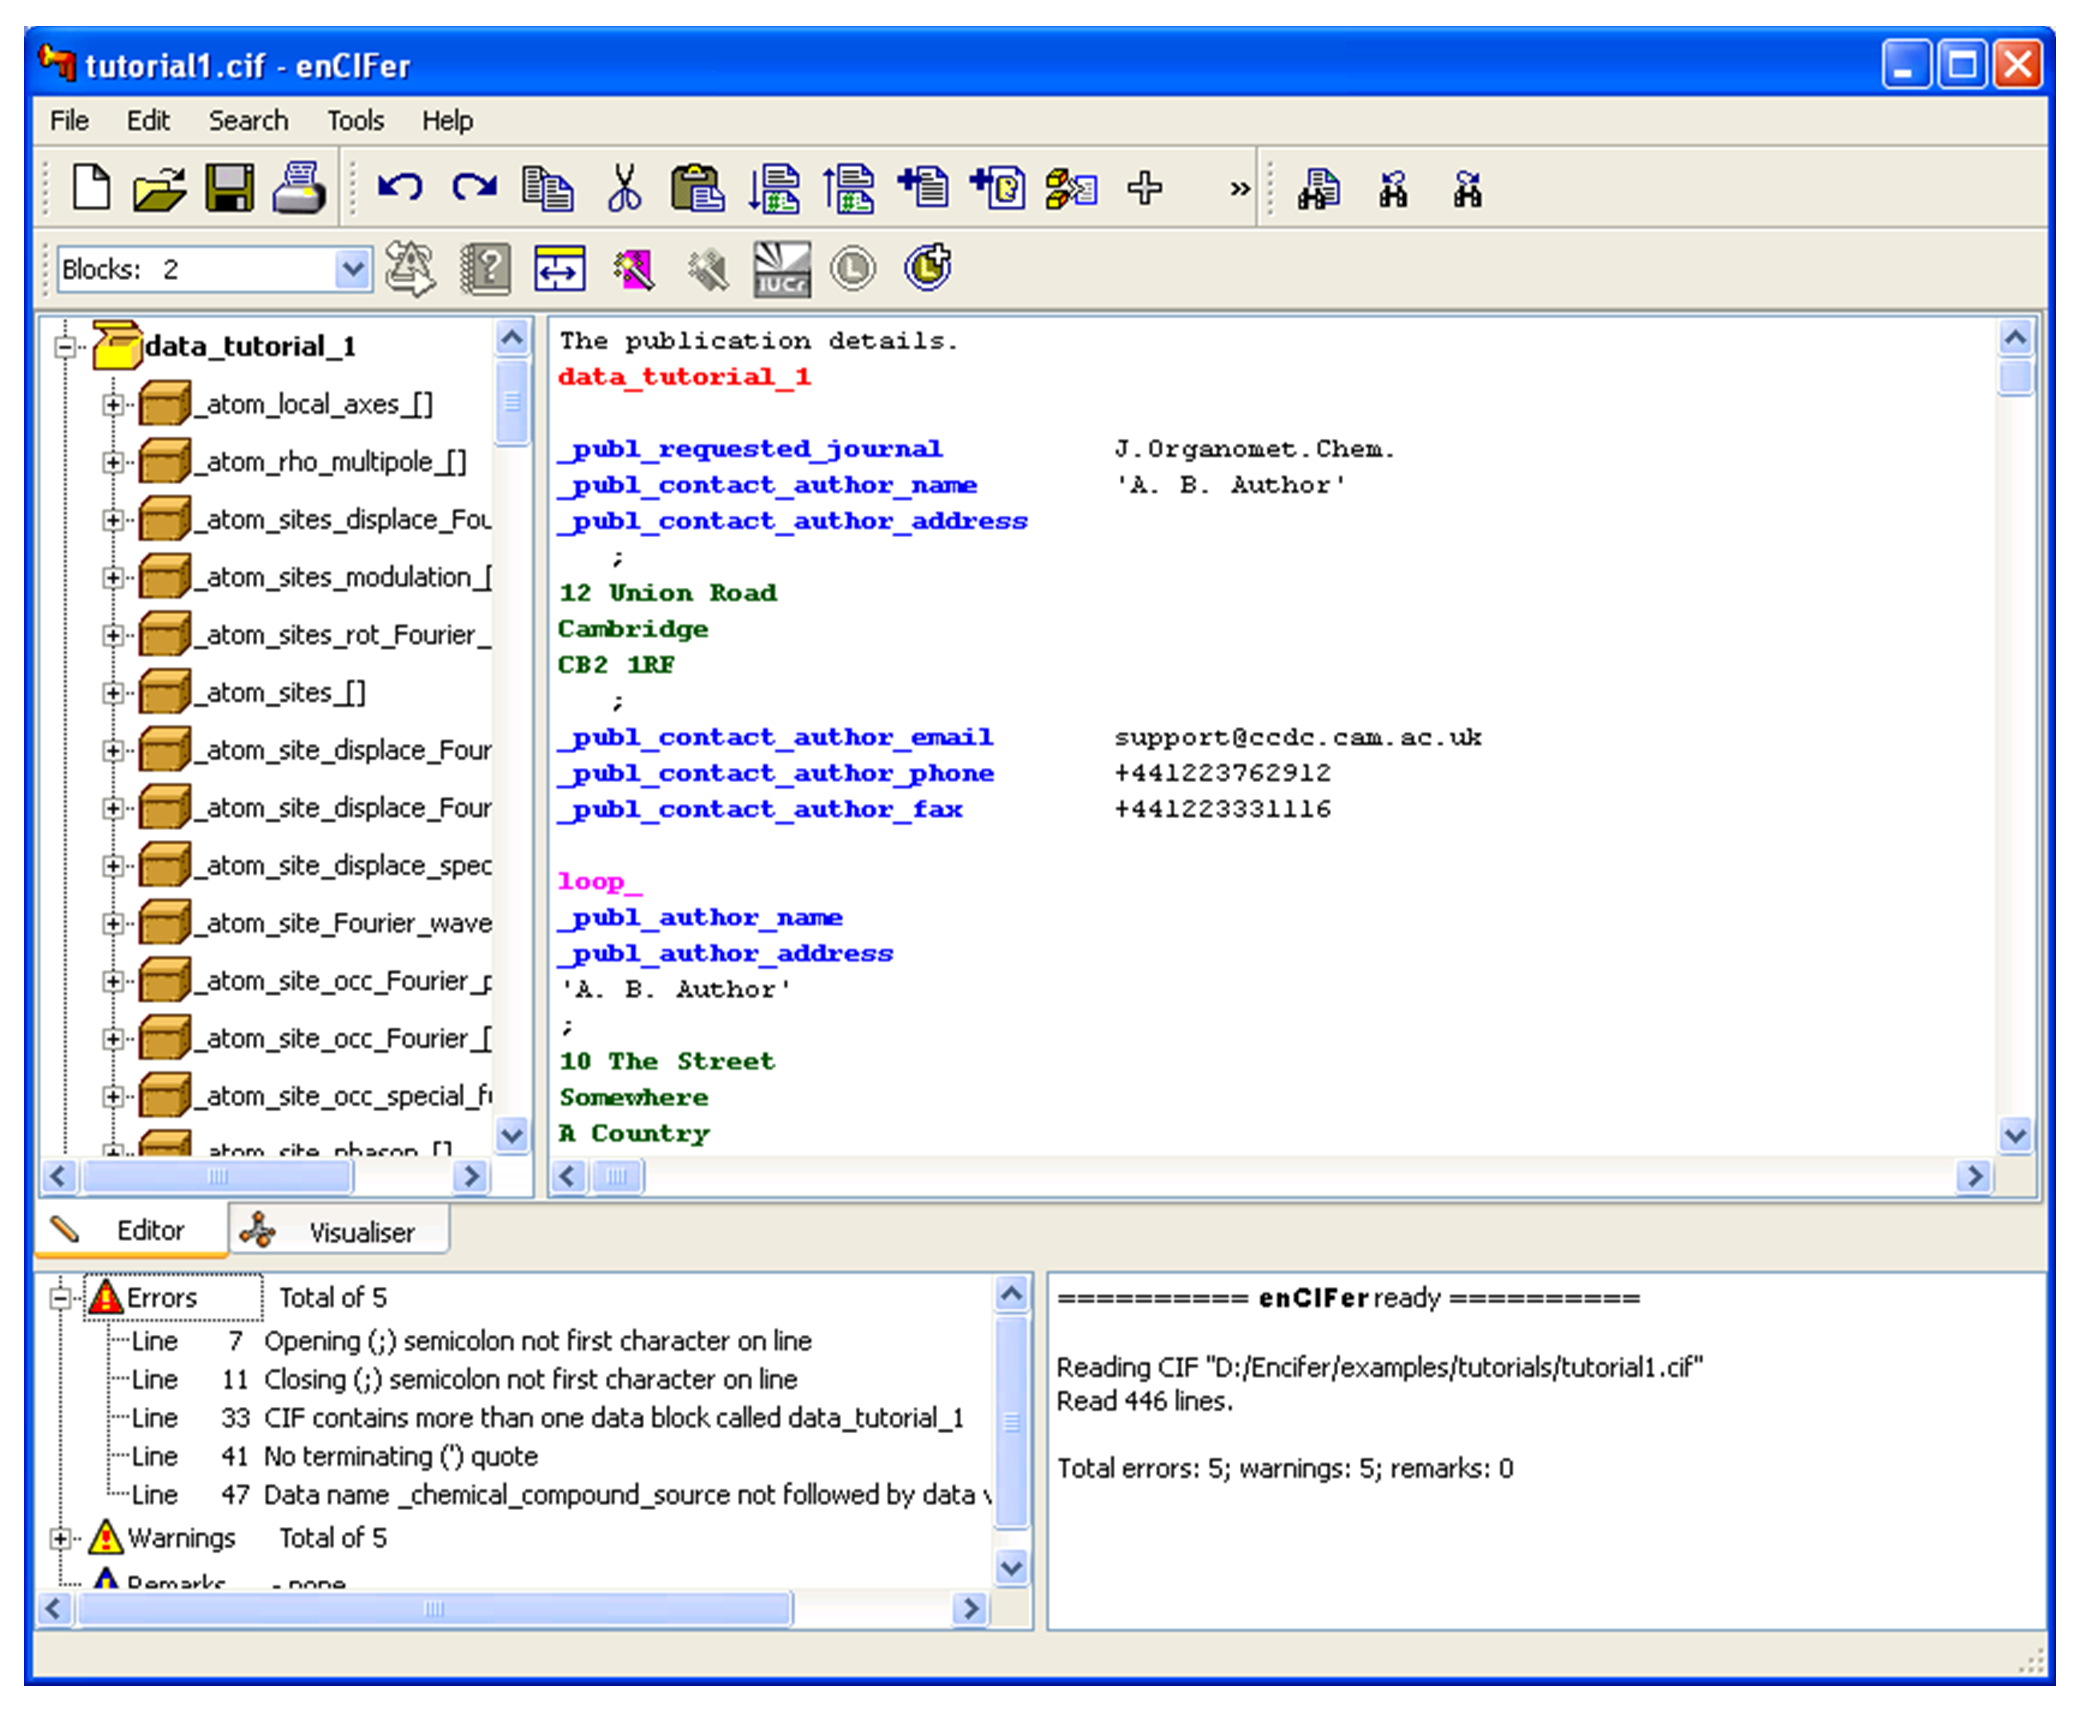 tutorial1.cif - enCIFer
File Edit Search Tools Help
Blocks: 2
IUCr
L
L
data_tutorial_1
_atom_local_axes_[]
_atom_rho_multipole_[]
_atom_sites_displace_Fou
_atom_sites_modulation_[
_atom_sites_rot_Fourier_
_atom_sites_[]
_atom_site_displace_Four
_atom_site_displace_Four
_atom_site_displace_spec
_atom_site_Fourier_wave
_atom_site_occ_Fourier_p
_atom_site_occ_Fourier_[
_atom_site_occ_special_fu
_atom_site_phason_[]
The publication details.
data_tutorial_1
_publ_requested_journal J.Organomet.Chem.
_publ_contact_author_name 'A. B. Author'
_publ_contact_author_address
;
12 Union Road
Cambridge
CB2 1RF
;
_publ_contact_author_email support@ccdc.cam.ac.uk
_publ_contact_author_phone +441223762912
_publ_contact_author_fax +441223331116
loop_
_publ_author_name
_publ_author_address
'A. B. Author'
;
10 The Street
Somewhere
A Country
Editor Visualiser
Errors Total of 5
Line 7 Opening (;) semicolon not first character on line
Line 11 Closing (;) semicolon not first character on line
Line 33 CIF contains more than one data block called data_tutorial_1
Line 41 No terminating (') quote
Line 47 Data name _chemical_compound_source not followed by data v
Warnings Total of 5
Remarks - none
========== enCIFer ready ==========
Reading CIF "D:/Encifer/examples/tutorials/tutorial1.cif"
Read 446 lines.
Total errors: 5; warnings: 5; remarks: 0